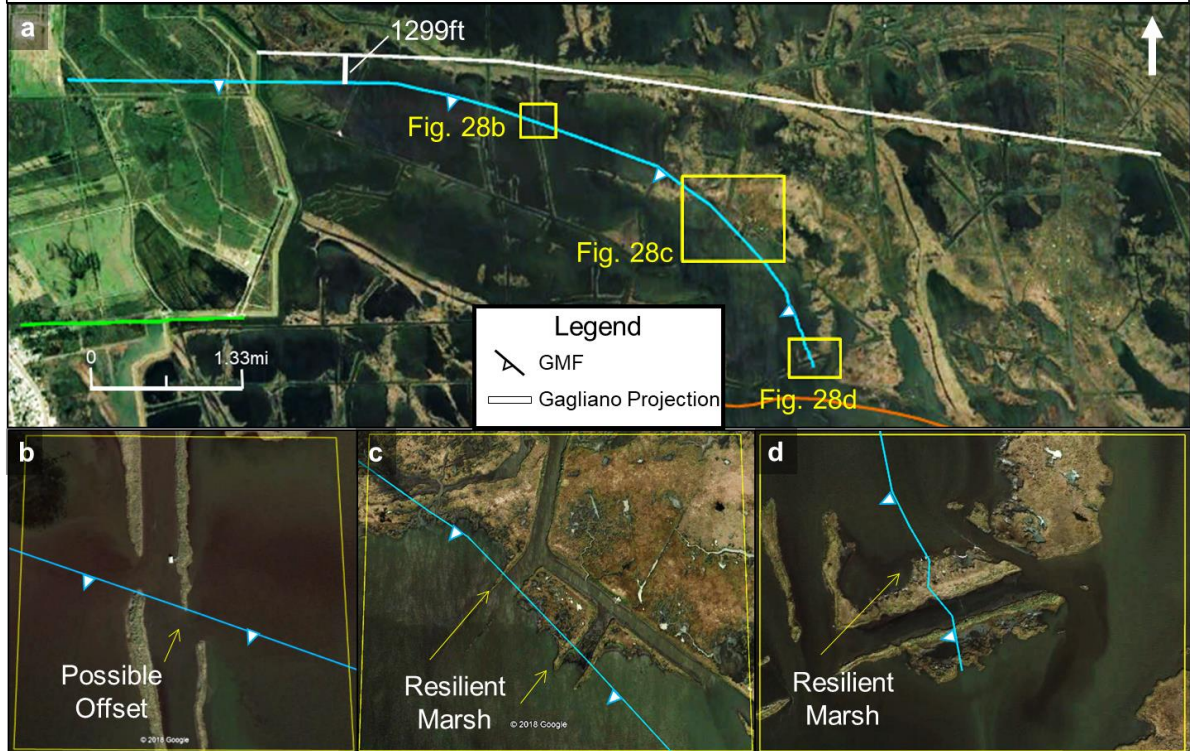 a
1299ft
Fig. 28b
Fig. 28c
Fig. 28d
0
1.33mi
Legend
GMF
Gagliano Projection
b
Possible
Offset
© 2018 Google
c
Resilient
Marsh
© 2018 Google
d
Resilient
Marsh